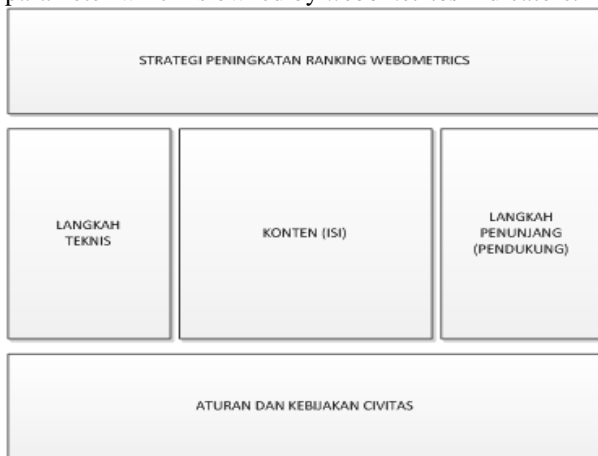 STRATEGI PENINGKATAN RANKING WEBOMETRICS
LANGKAH
TEKNIS
KONTEN (ISI)
LANGKAH
PENUNJANG
(PENDUKUNG)
ATURAN DAN KEBIJAKAN CIVITAS